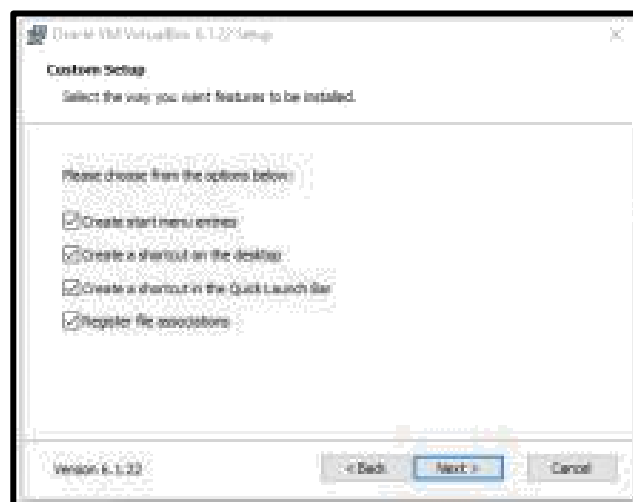 Oracle VM VirtualBox 6.1.22 Setup
Custom Setup
Select the way you want features to be installed.
Please choose from the options below:
Create start menu entries
Create a shortcut on the desktop
Create a shortcut in the Quick Launch Bar
Register file associations
Version 6.1.22
< Back
Next >
Cancel